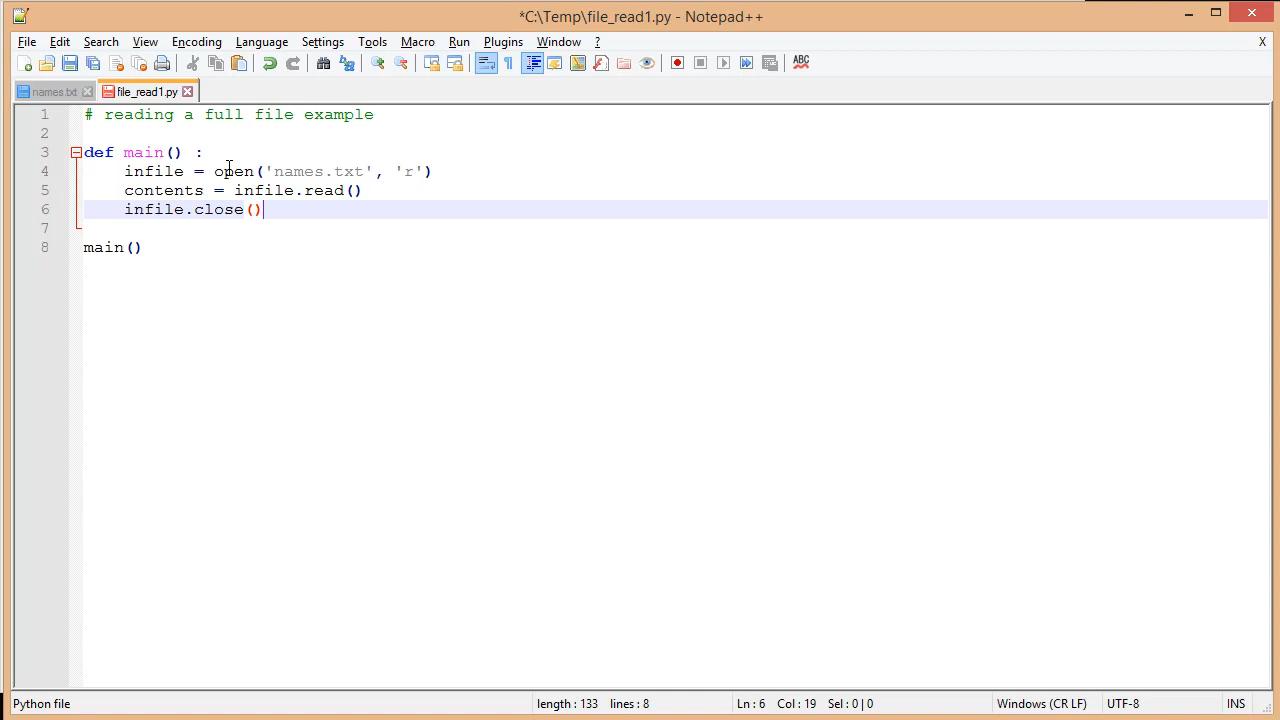 *C:\Temp\file_read1.py - Notepad++
File Edit Search View Encoding Language Settings Tools Macro Run Plugins Window ? X
ABC
names.txt file_read1.py
1 # reading a full file example
2
3 def main() :
4 infile = open('names.txt', 'r')
5 contents = infile.read()
6 infile.close()
7
8 main()
Python file length : 133 lines : 8 Ln : 6 Col : 19 Sel : 0 | 0 Windows (CR LF) UTF-8 INS